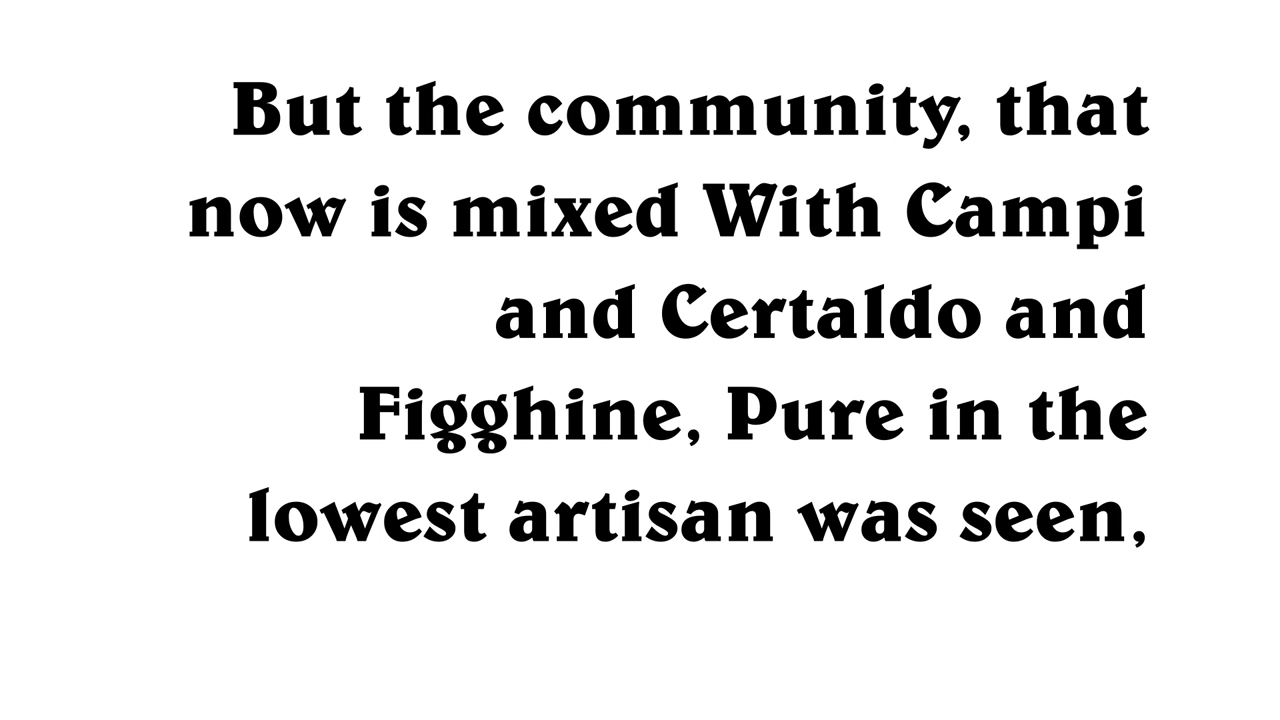 But the community, that
now is mixed With Campi
and Certaldo and
Figghine, Pure in the
lowest artisan was seen,